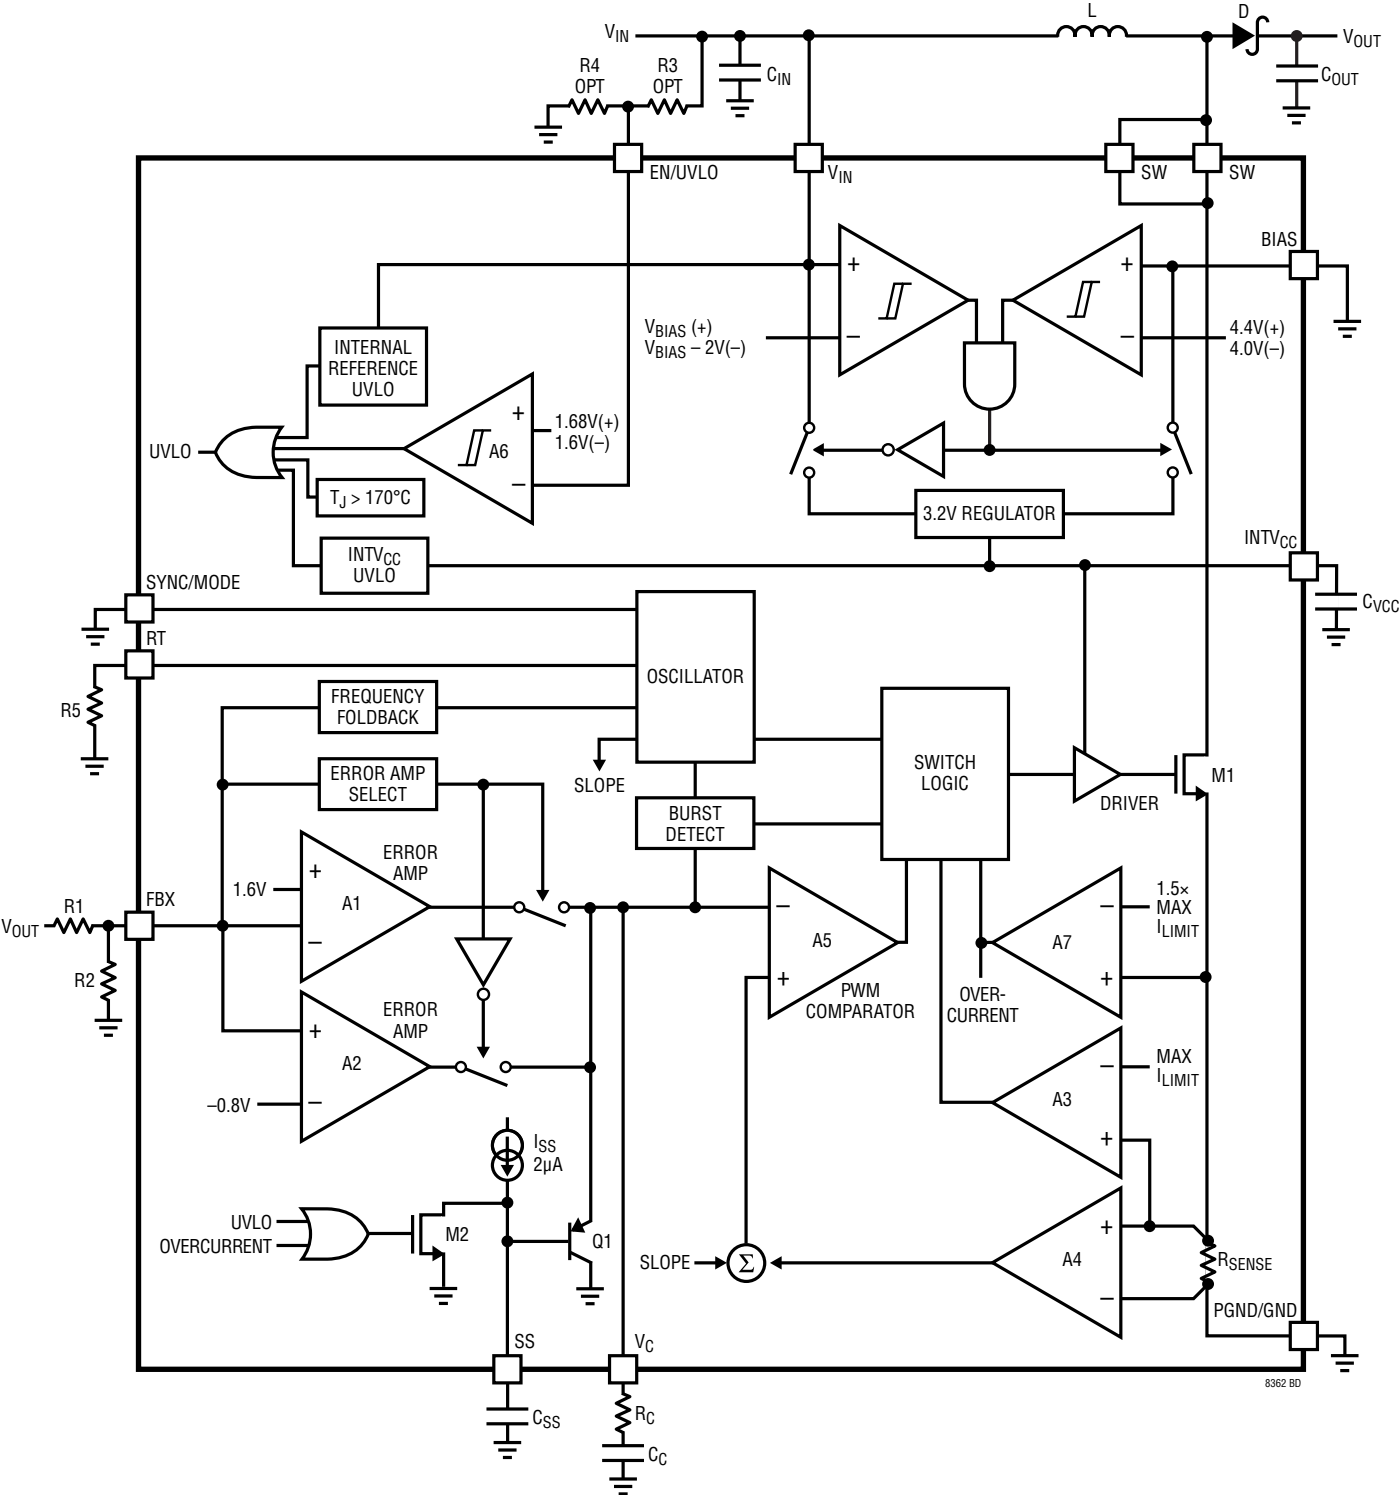 L
D
VIN
VOUT
R4
OPT
R3
OPT
CIN
COUT
EN/UVLO
VIN
SW
SW
BIAS
+
+
VBIAS (+)
VBIAS – 2V(–)
–
–
4.4V(+)
4.0V(–)
INTERNAL
REFERENCE
UVLO
+
1.68V(+)
1.6V(–)
A6
–
UVLO
TJ > 170°C
3.2V REGULATOR
INTVCC
UVLO
INTVCC
CVCC
SYNC/MODE
RT
R5
OSCILLATOR
FREQUENCY
FOLDBACK
SLOPE
ERROR AMP
SELECT
BURST
DETECT
SWITCH
LOGIC
DRIVER
M1
ERROR
AMP
+
1.6V
A1
–
FBX
R1
VOUT
R2
–
A5
+
PWM
COMPARATOR
OVER-
CURRENT
–
A7
+
1.5×
MAX
ILIMIT
ERROR
AMP
+
A2
–
–0.8V
–
A3
+
MAX
ILIMIT
ISS
2µA
UVLO
OVERCURRENT
M2
Q1
SLOPE
Σ
+
A4
–
RSENSE
PGND/GND
SS
VC
8362 BD
CSS
RC
CC